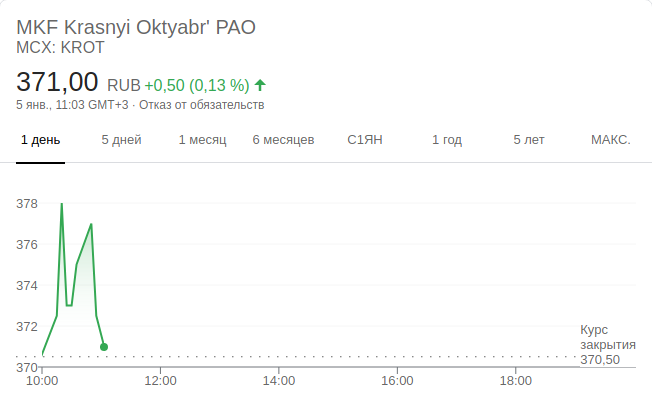 MKF Krasnyi Oktyabr' PAO
MCX: KROT
371,00 RUB +0,50 (0,13 %)
5 янв., 11:03 GMT+3 · Отказ от обязательств
1 день 5 дней 1 месяц 6 месяцев С1ЯН 1 год 5 лет МАКС.
378
376
374
372
370
Курс
закрытия
370,50
10:00 12:00 14:00 16:00 18:00